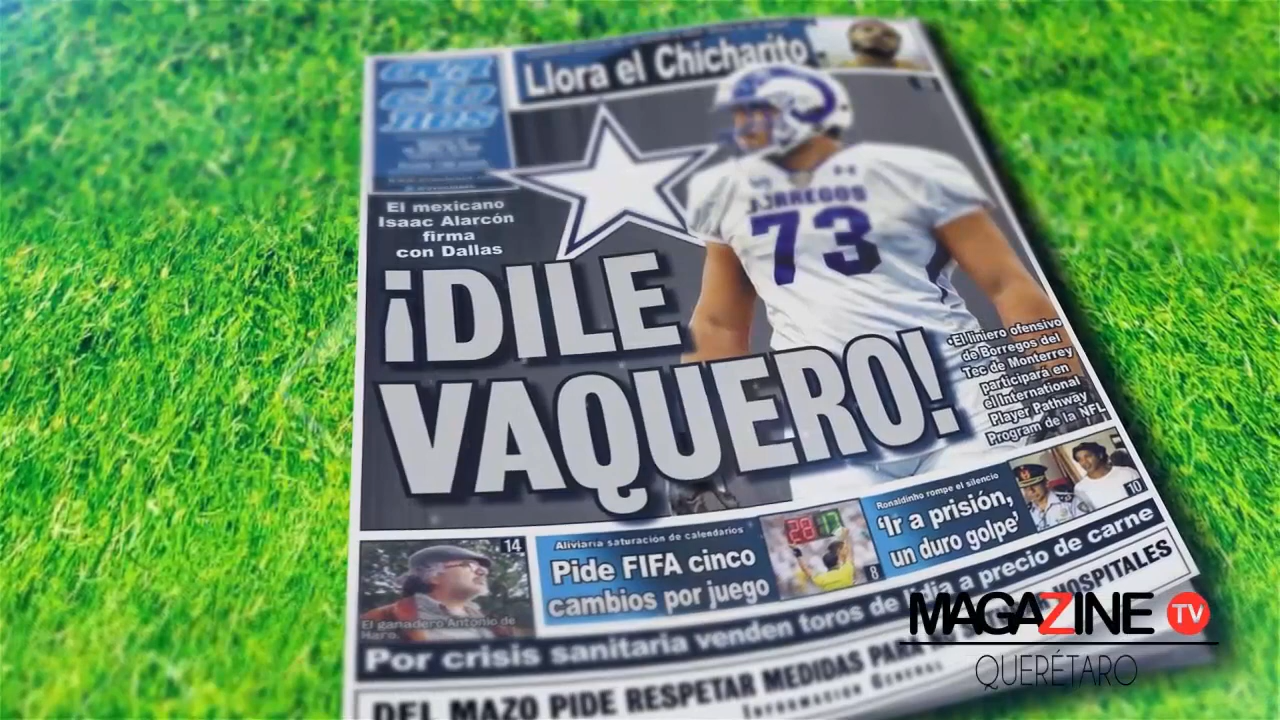 Llora el Chicharito
El mexicano
Isaac Alarcón
firma
con Dallas
¡DILE
VAQUERO!
BORREGOS
73
•El liniero ofensivo
de Borregos del
Tec de Monterrey
participará en
el International
Player Pathway
Program de la NFL
14
El ganadero Antonio de
Haro.
Aliviaría saturación de calendarios
Pide FIFA cinco
cambios por juego
28 17
8
Ronaldinho rompe el silencio
'Ir a prisión,
un duro golpe'
10
Por crisis sanitaria venden toros de lidia a precio de carne
DEL MAZO PIDE RESPETAR MEDIDAS PARA HOSPITALES
Información General
MAGAZINE TV
QUERÉTARO